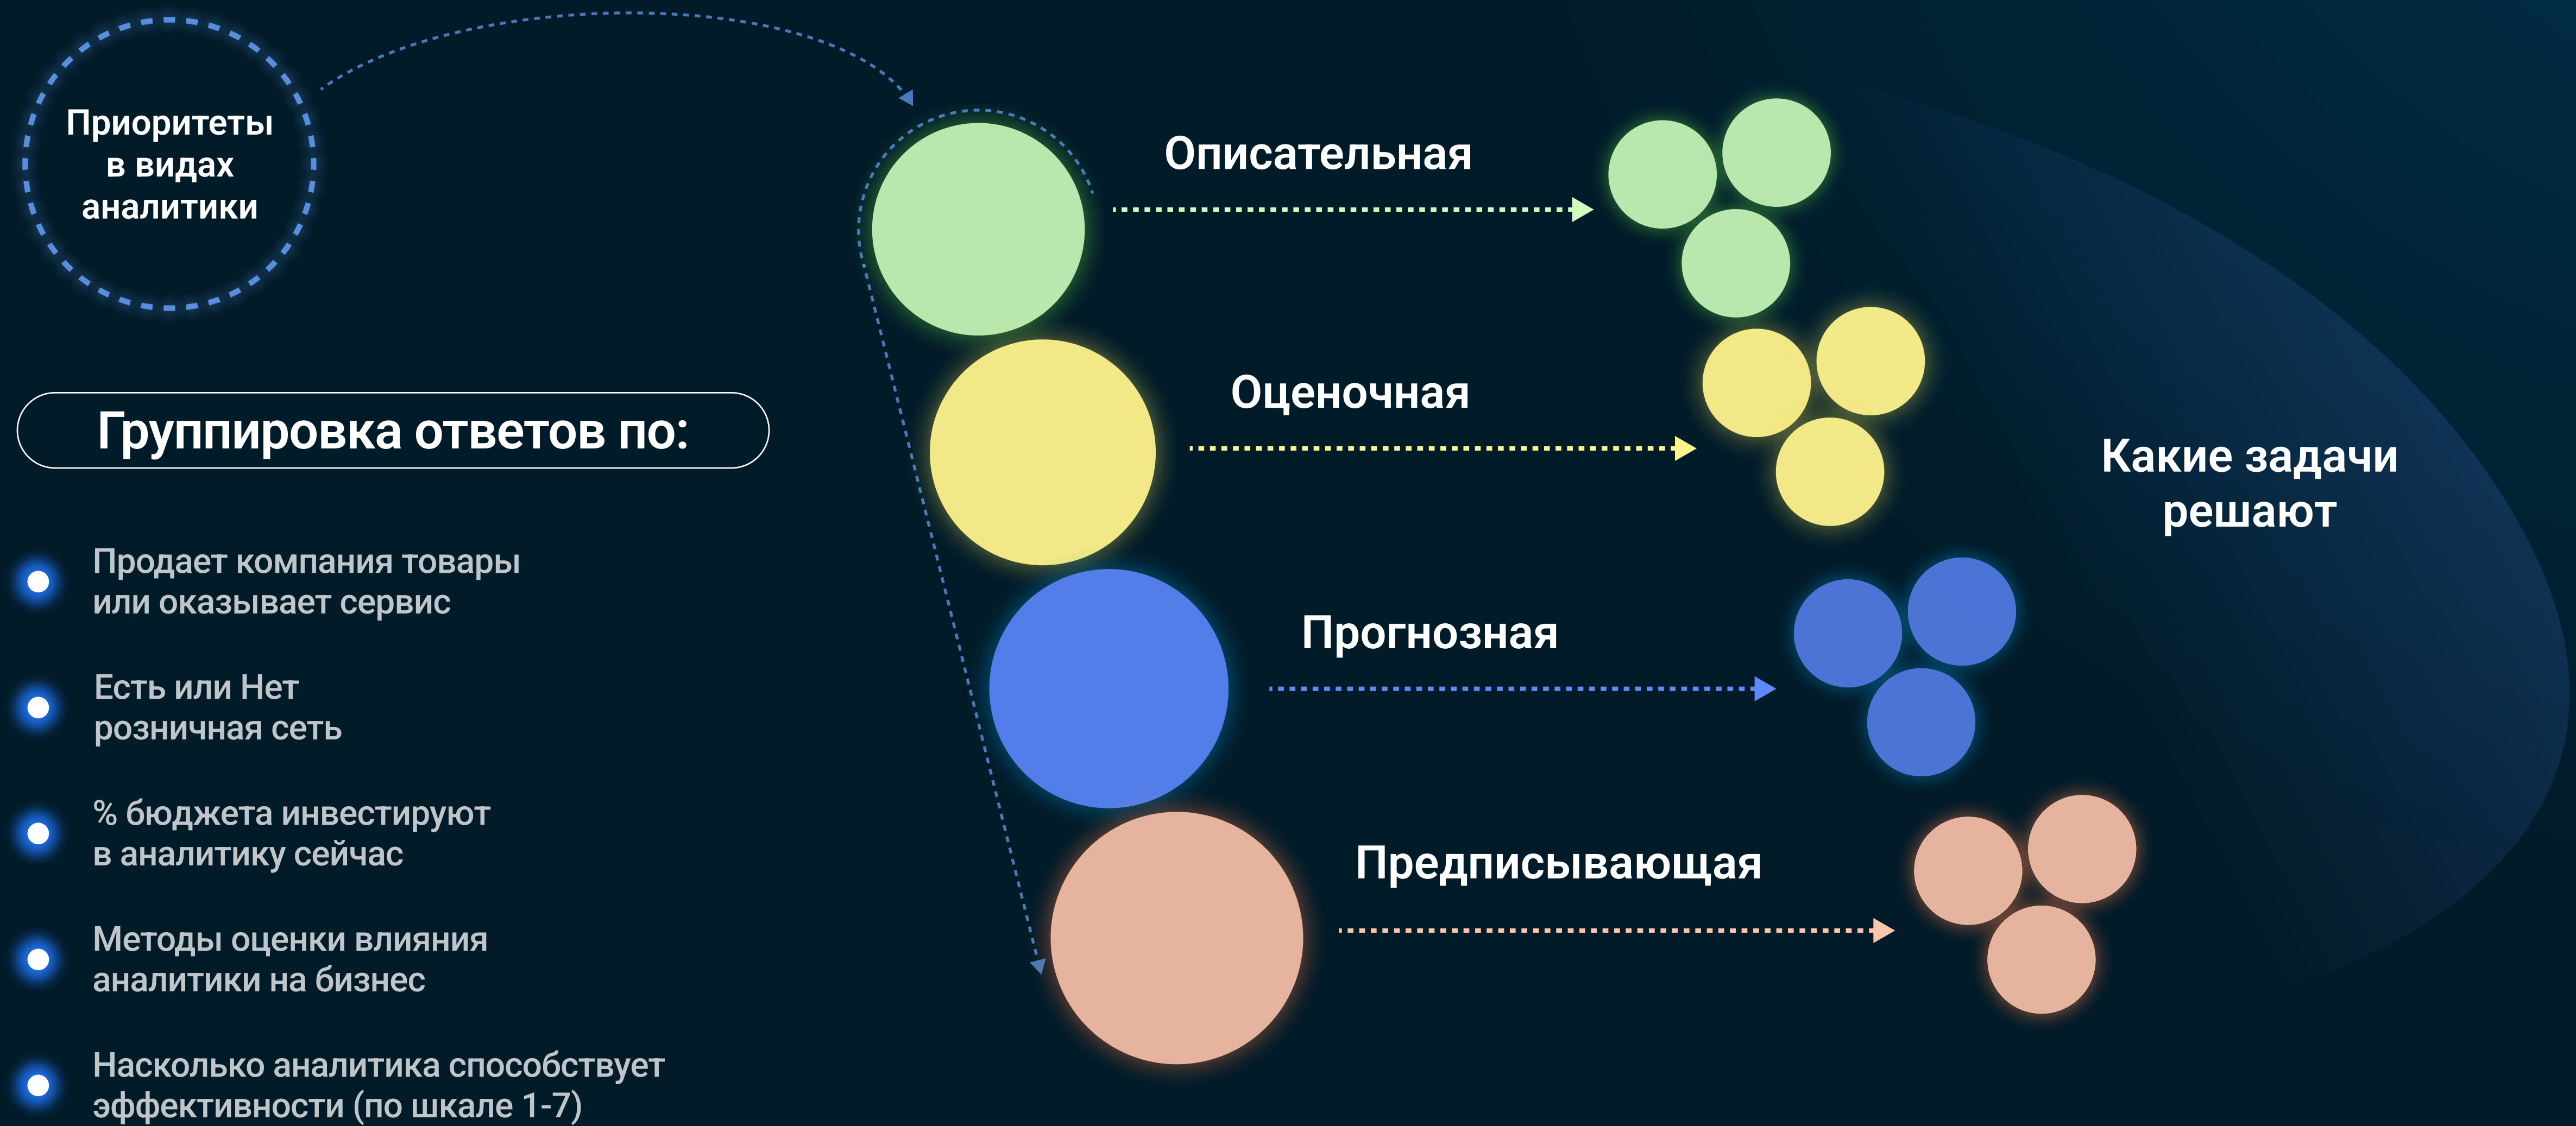 Приоритеты
в видах
аналитики
Группировка ответов по:
Продает компания товары
или оказывает сервис
Есть или Нет
розничная сеть
% бюджета инвестируют
в аналитику сейчас
Методы оценки влияния
аналитики на бизнес
Насколько аналитика способствует
эффективности (по шкале 1-7)
Описательная
Оценочная
Прогнозная
Предписывающая
Какие задачи
решают